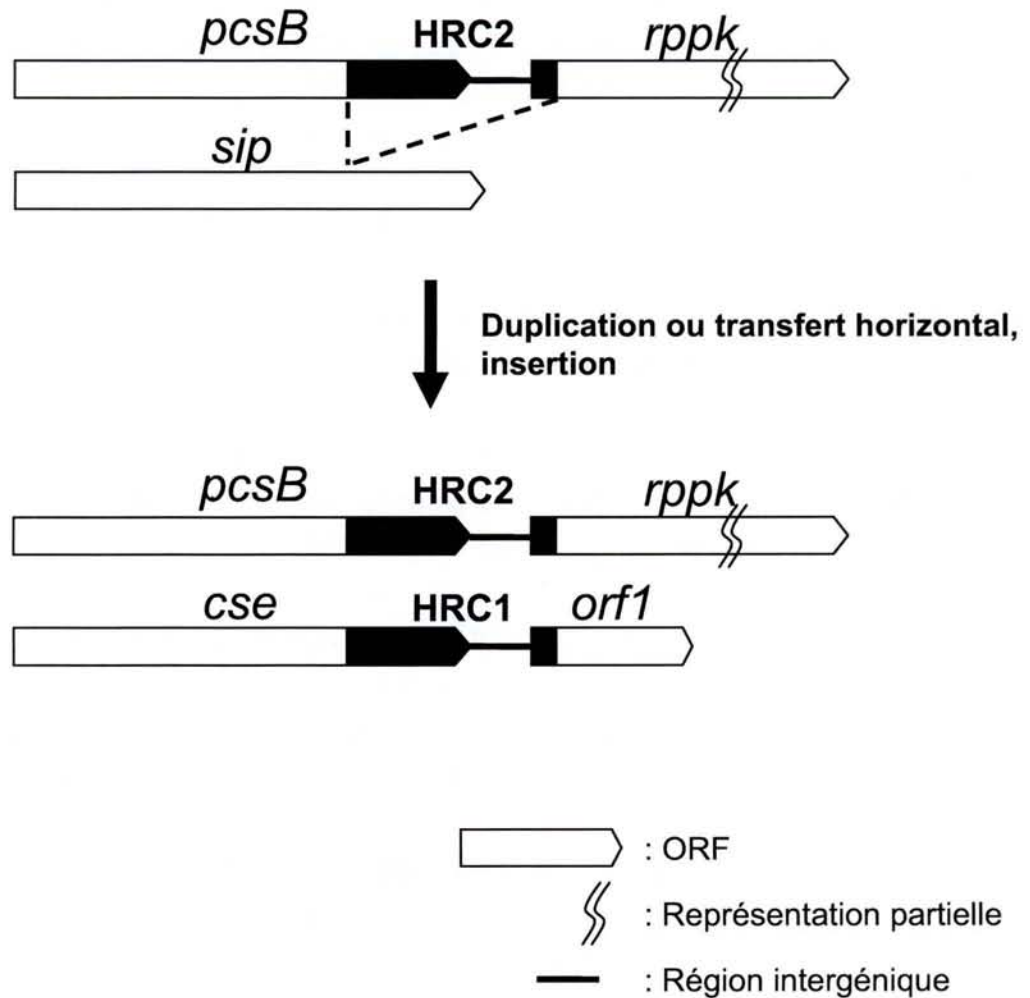 pcsB HRC2 rppk
sip
Duplication ou transfert horizontal,
insertion
pcsB HRC2 rppk
cse HRC1 orf1
: ORF
: Représentation partielle
: Région intergénique